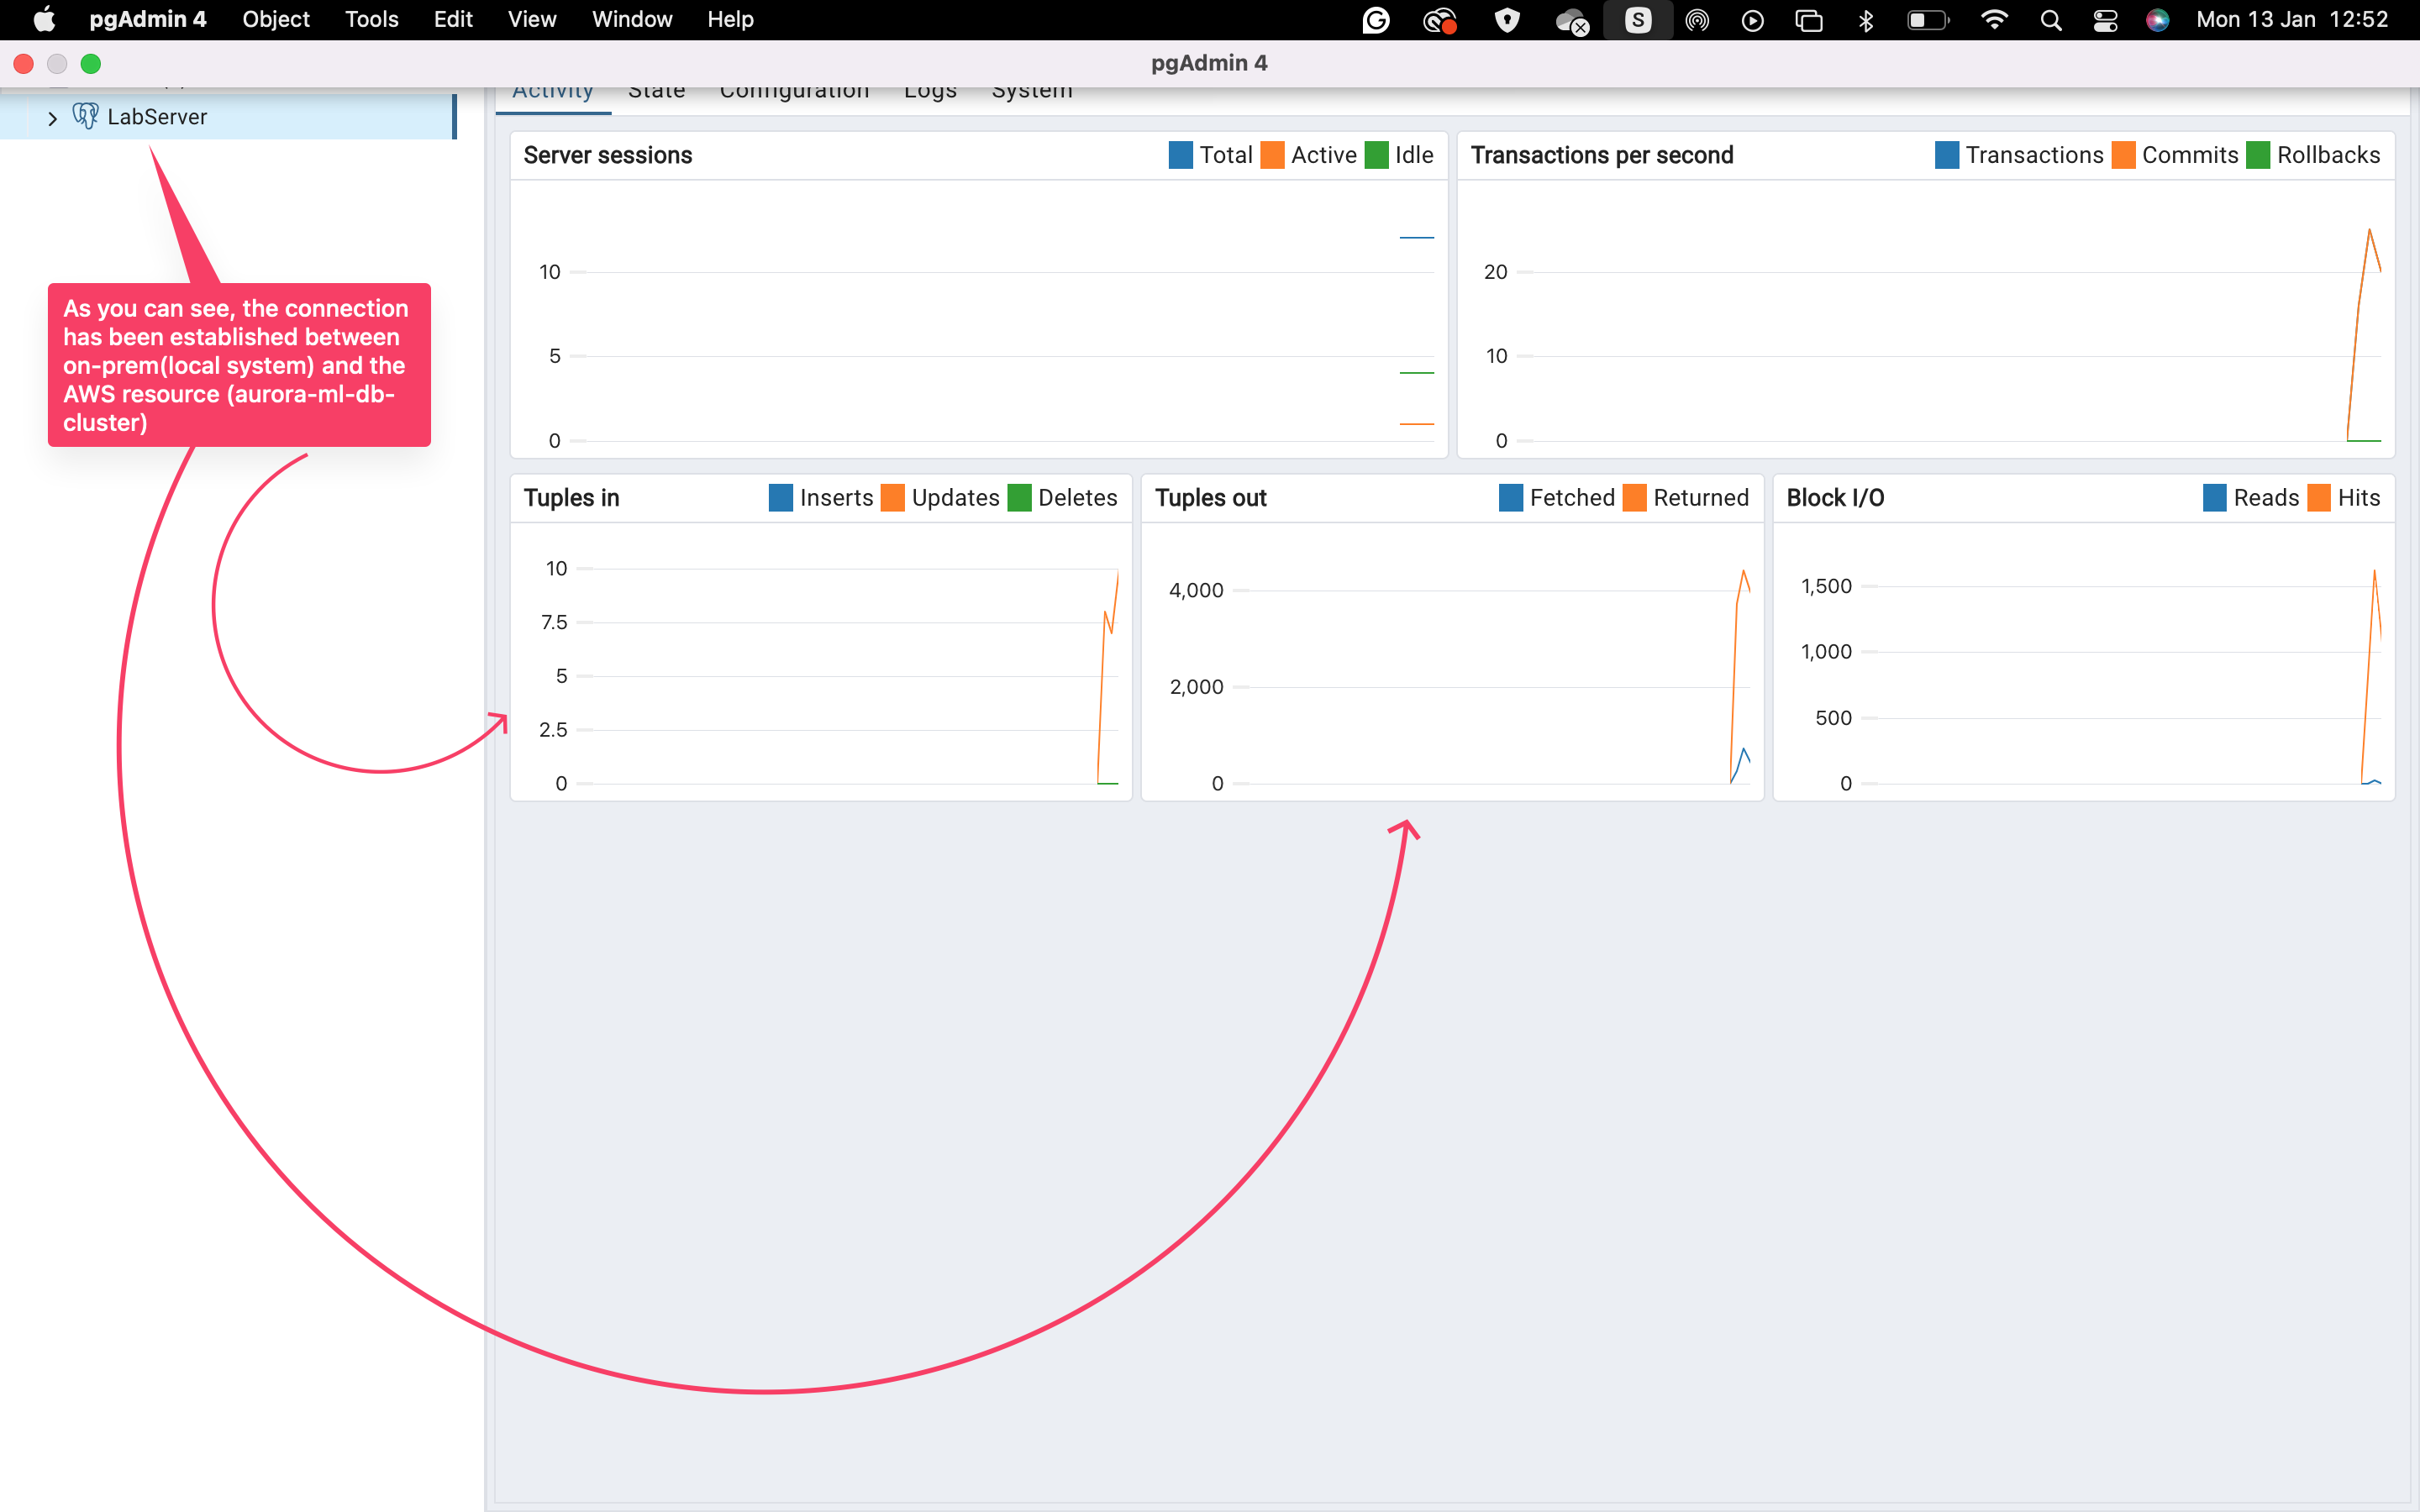 pgAdmin 4 Object Tools Edit View Window Help S Mon 13 Jan 12:52
pgAdmin 4
LabServer
Activity State Configuration Logs System
As you can see, the connection
has been established between
on-prem(local system) and the
AWS resource (aurora-ml-db-
cluster)
Server sessions Total Active Idle
10
5
0
Transactions per second Transactions Commits Rollbacks
20
10
0
Tuples in Inserts Updates Deletes
10
7.5
5
2.5
0
Tuples out Fetched Returned
4,000
2,000
0
Block I/O Reads Hits
1,500
1,000
500
0